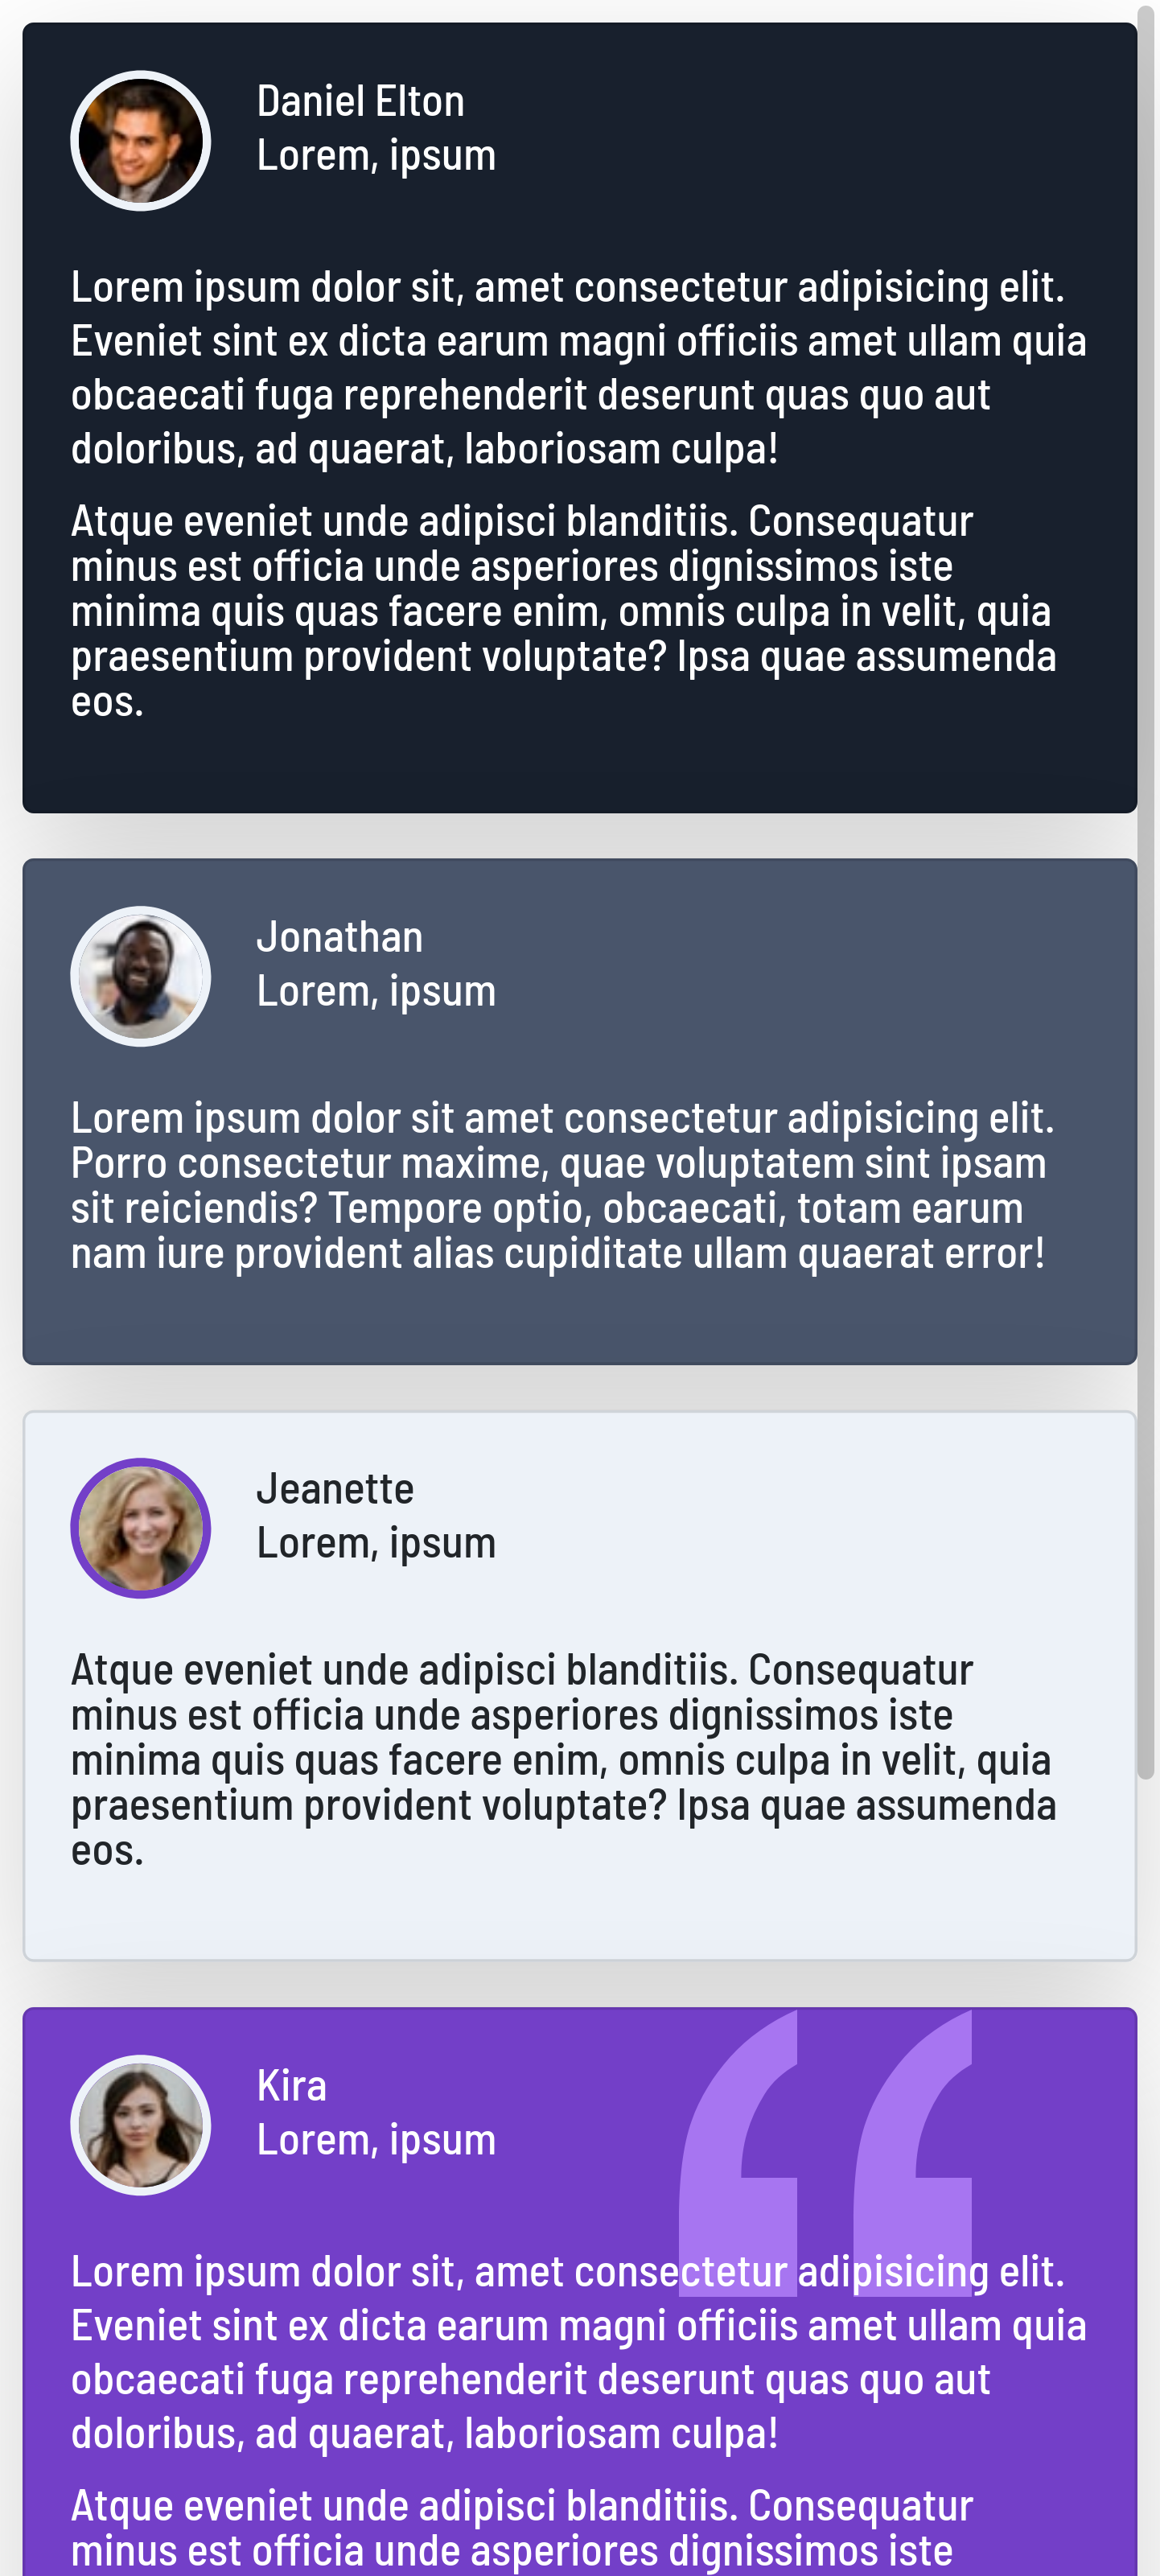 Daniel Elton
Lorem, ipsum
Lorem ipsum dolor sit, amet consectetur adipisicing elit.
Eveniet sint ex dicta earum magni officiis amet ullam quia
obcaecati fuga reprehenderit deserunt quas quo aut
doloribus, ad quaerat, laboriosam culpa!
Atque eveniet unde adipisci blanditiis. Consequatur
minus est officia unde asperiores dignissimos iste
minima quis quas facere enim, omnis culpa in velit, quia
praesentium provident voluptate? Ipsa quae assumenda
eos.
Jonathan
Lorem, ipsum
Lorem ipsum dolor sit amet consectetur adipisicing elit.
Porro consectetur maxime, quae voluptatem sint ipsam
sit reiciendis? Tempore optio, obcaecati, totam earum
nam iure provident alias cupiditate ullam quaerat error!
Jeanette
Lorem, ipsum
Atque eveniet unde adipisci blanditiis. Consequatur
minus est officia unde asperiores dignissimos iste
minima quis quas facere enim, omnis culpa in velit, quia
praesentium provident voluptate? Ipsa quae assumenda
eos.
Kira
Lorem, ipsum
Lorem ipsum dolor sit, amet consectetur adipisicing elit.
Eveniet sint ex dicta earum magni officiis amet ullam quia
obcaecati fuga reprehenderit deserunt quas quo aut
doloribus, ad quaerat, laboriosam culpa!
Atque eveniet unde adipisci blanditiis. Consequatur
minus est officia unde asperiores dignissimos iste